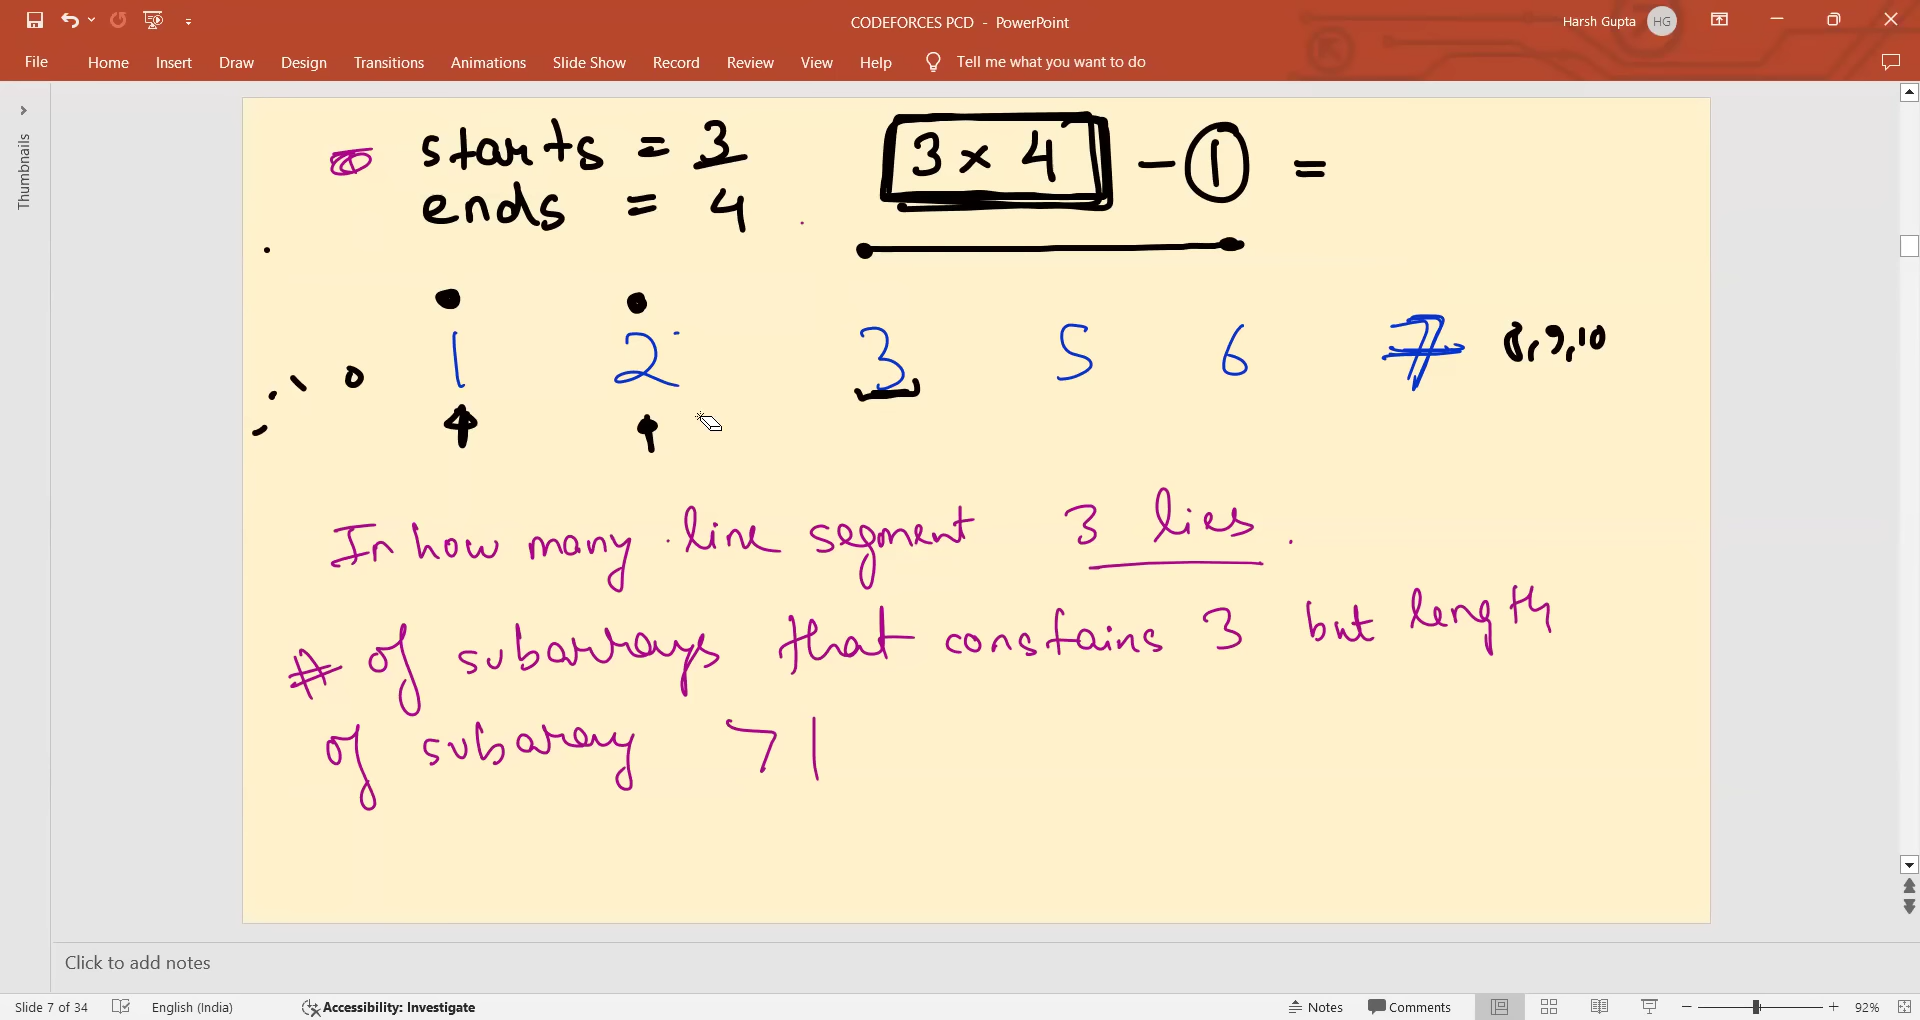 CODEFORCES PCD - PowerPoint
Harsh Gupta HG
File Home Insert Draw Design Transitions Animations Slide Show Record Review View Help Tell me what you want to do
Thumbnails
starts = 3 3 x 4 - 1 =
ends = 4
0 1 2 3 5 6 7 8, 9, 10
In how many line segment 3 lies.
# of subarrays that constains 3 but length
of subaray > 1
Click to add notes
Slide 7 of 34 English (India) Accessibility: Investigate Notes Comments 92%